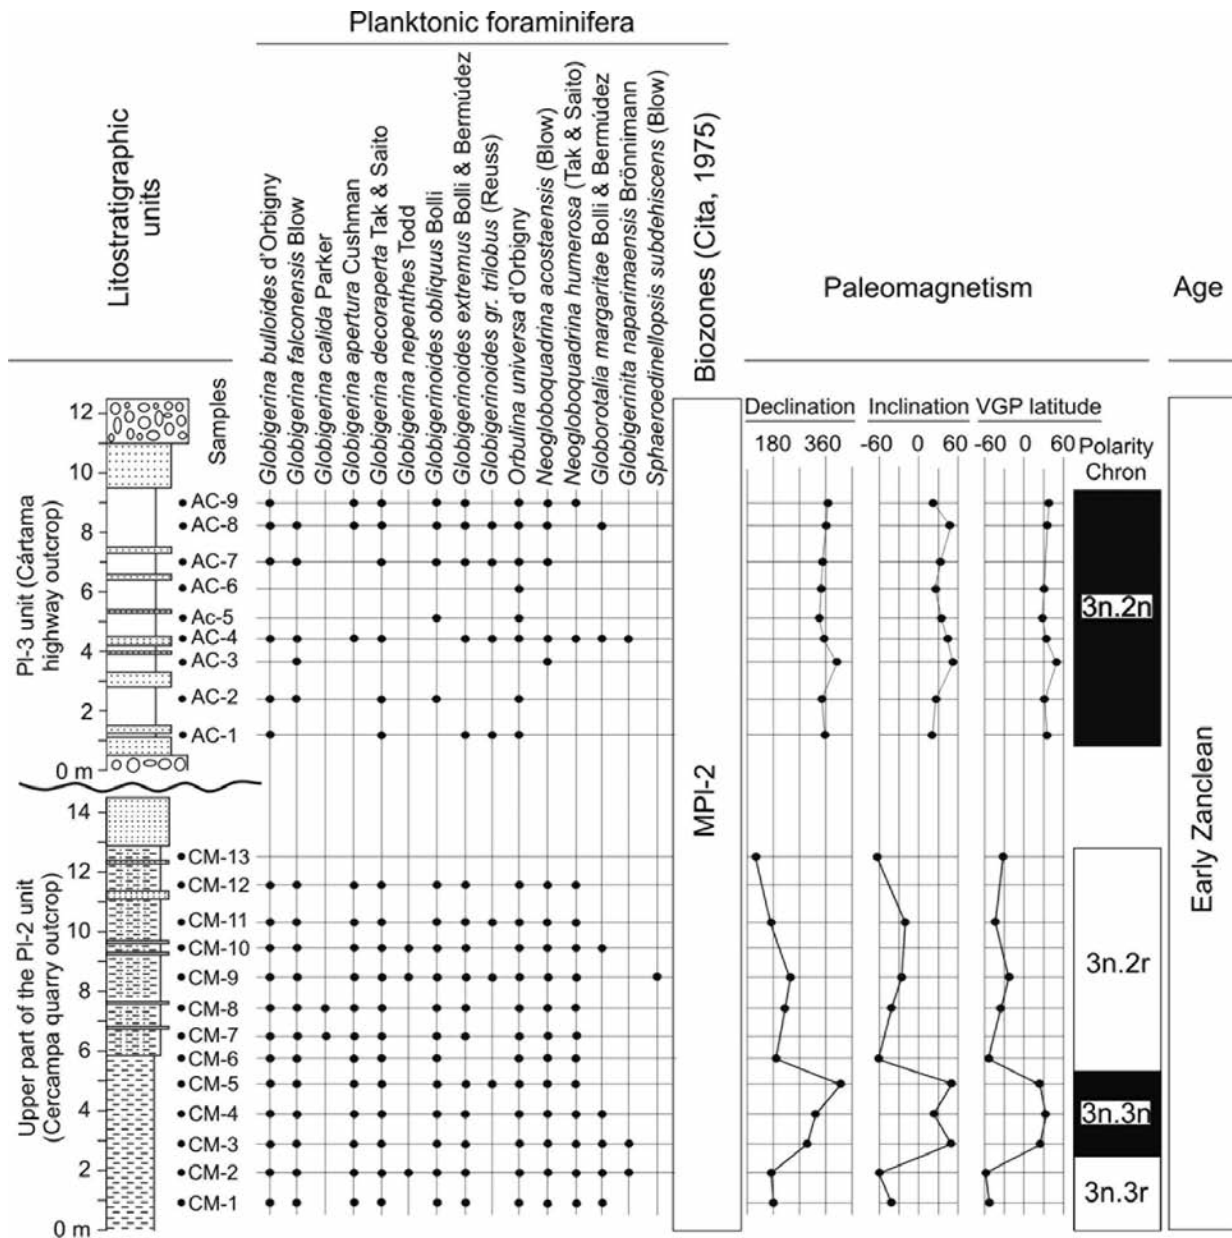 Planktonic foraminifera
Litostratigraphic
units
Samples
Globigerina bulloides d'Orbigny
Globigerina falconensis Blow
Globigerina calida Parker
Globigerina apertura Cushman
Globigerina decoraperta Tak & Saito
Globigerina nepenthes Todd
Globigerinoides obliquus Bolli
Globigerinoides extremus Bolli & Bermúdez
Globigerinoides gr. trilobus (Reuss)
Orbulina universa d'Orbigny
Neogloboquadrina acostaensis (Blow)
Neogloboquadrina humerosa (Tak & Saito)
Globorotalia margaritae Bolli & Bermúdez
Globigerinita naparimaensis Brönnimann
Sphaeroedinellopsis subdehiscens (Blow)
Biozones (Cita, 1975)
Paleomagnetism
Age
Declination
Inclination
VGP latitude
180 360
-60 60
-60 0 60
Polarity
Chron
PI-3 unit (Cártama
highway outcrop)
12
10
8
6
4
2
0 m
AC-9
AC-8
AC-7
AC-6
Ac-5
AC-4
AC-3
AC-2
AC-1
Upper part of the PI-2 unit
(Cercampa quarry outcrop)
14
12
10
8
6
4
2
0 m
CM-13
CM-12
CM-11
CM-10
CM-9
CM-8
CM-7
CM-6
CM-5
CM-4
CM-3
CM-2
CM-1
MPI-2
3n.2n
3n.2r
3n.3n
3n.3r
Early Zanclean